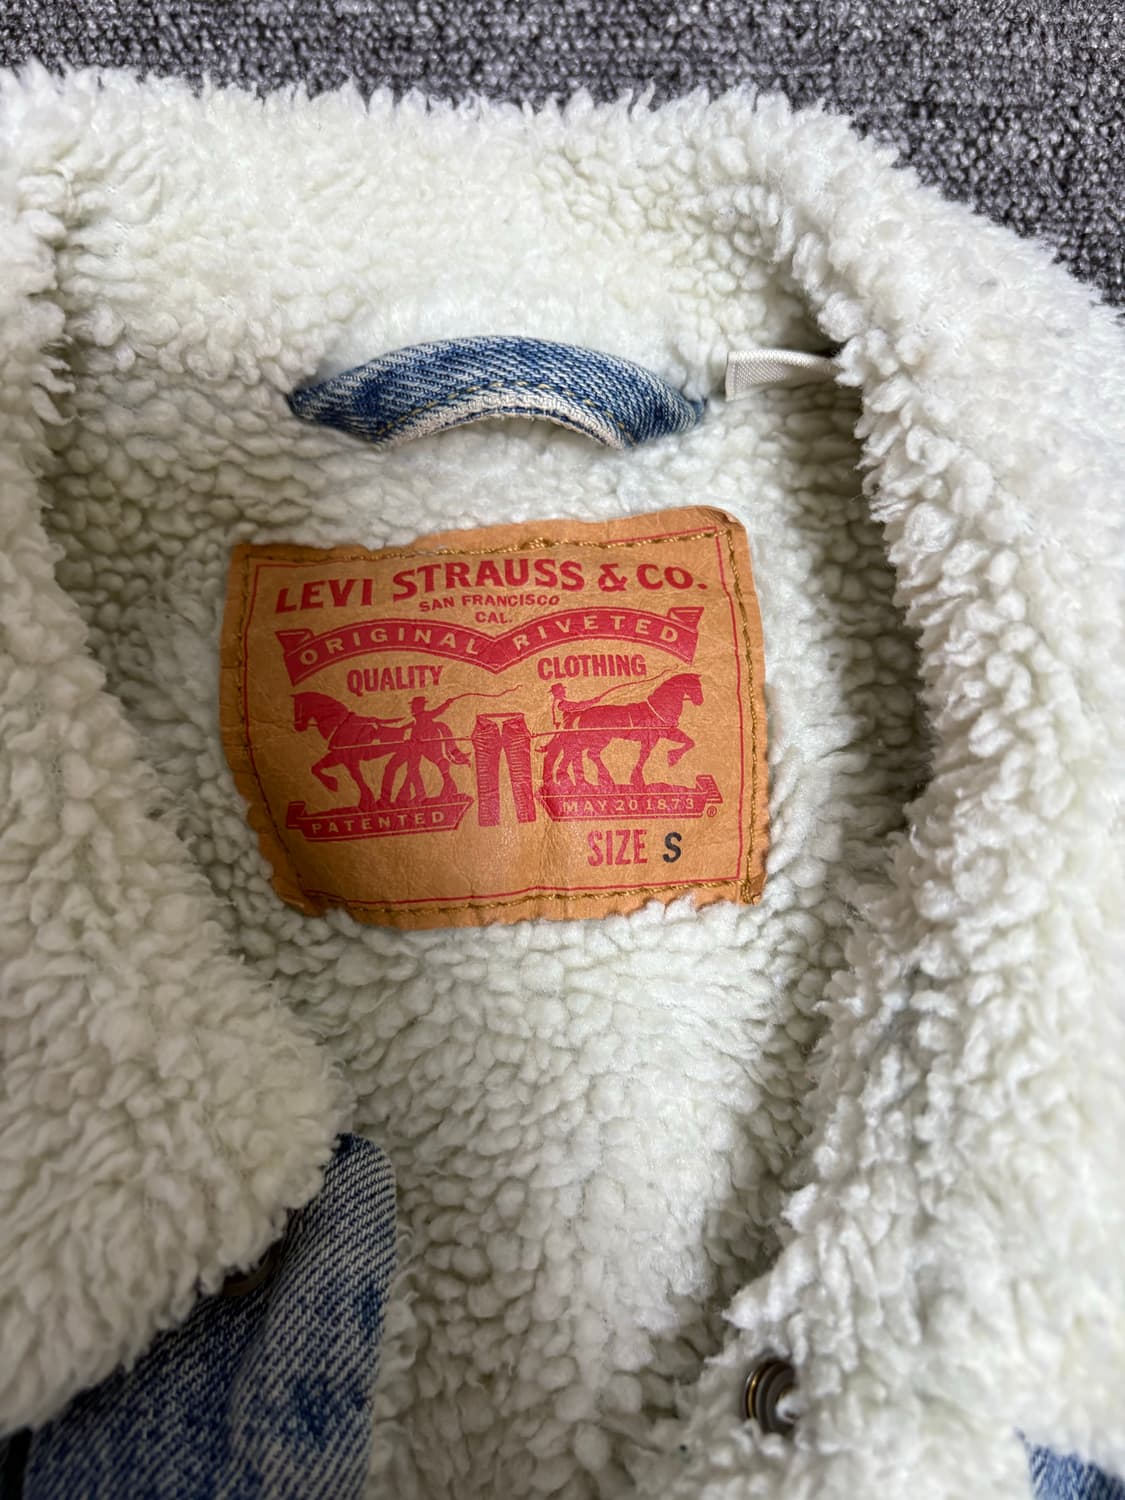 LEVI STRAUSS & CO.
SAN FRANCISCO
CAL.
ORIGINAL RIVETED
QUALITY CLOTHING
PATENTED MAY 20 1873 ®
SIZE S